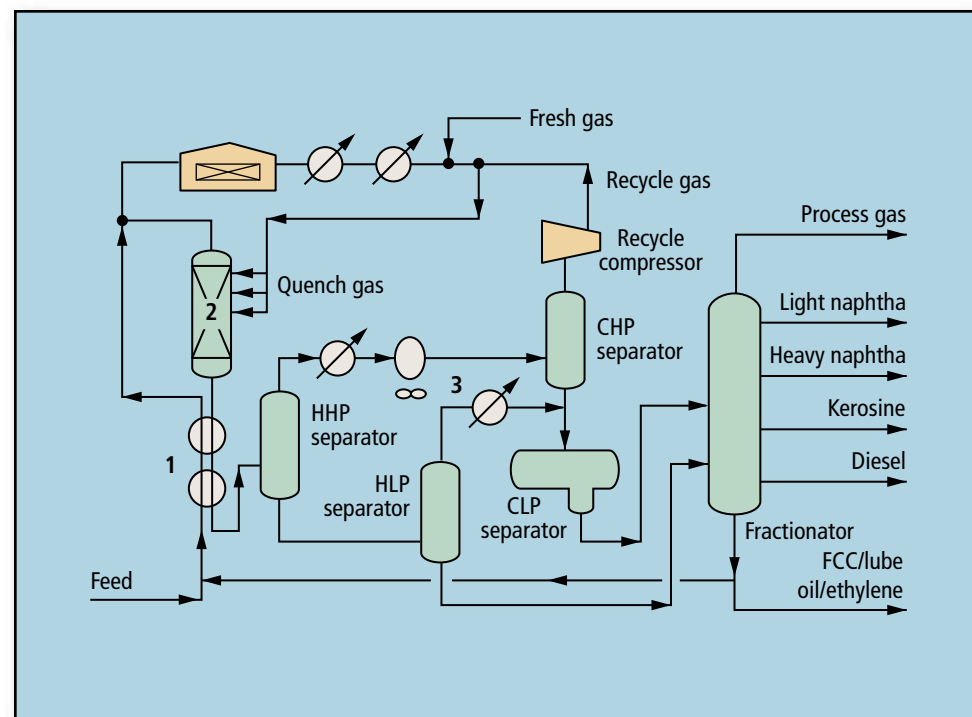 Fresh gas
Recycle gas
Process gas
Recycle
compressor
Quench gas
Light naphtha
2
CHP
separator
Heavy naphtha
3
HHP
separator
Kerosine
1
Diesel
HLP
separator
CLP
separator
Fractionator
Feed
FCC/lube
oil/ethylene